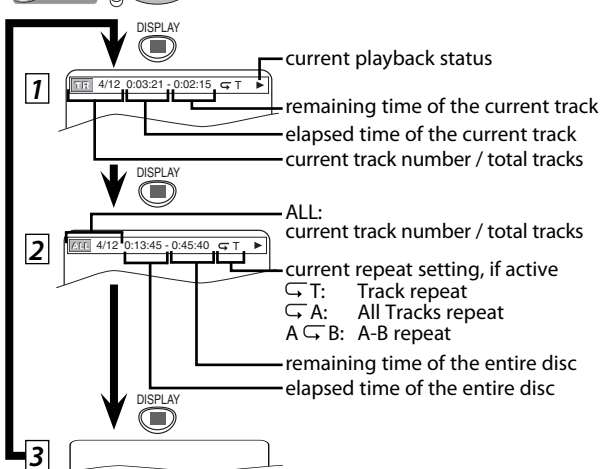 DISPLAY
1
TR 4/12 0:03:21 - 0:02:15 T
current playback status
remaining time of the current track
elapsed time of the current track
current track number / total tracks
DISPLAY
2
ALL 4/12 0:13:45 - 0:45:40 T
ALL:
current track number / total tracks
current repeat setting, if active
T: Track repeat
A: All Tracks repeat
A B: A-B repeat
remaining time of the entire disc
elapsed time of the entire disc
DISPLAY
3